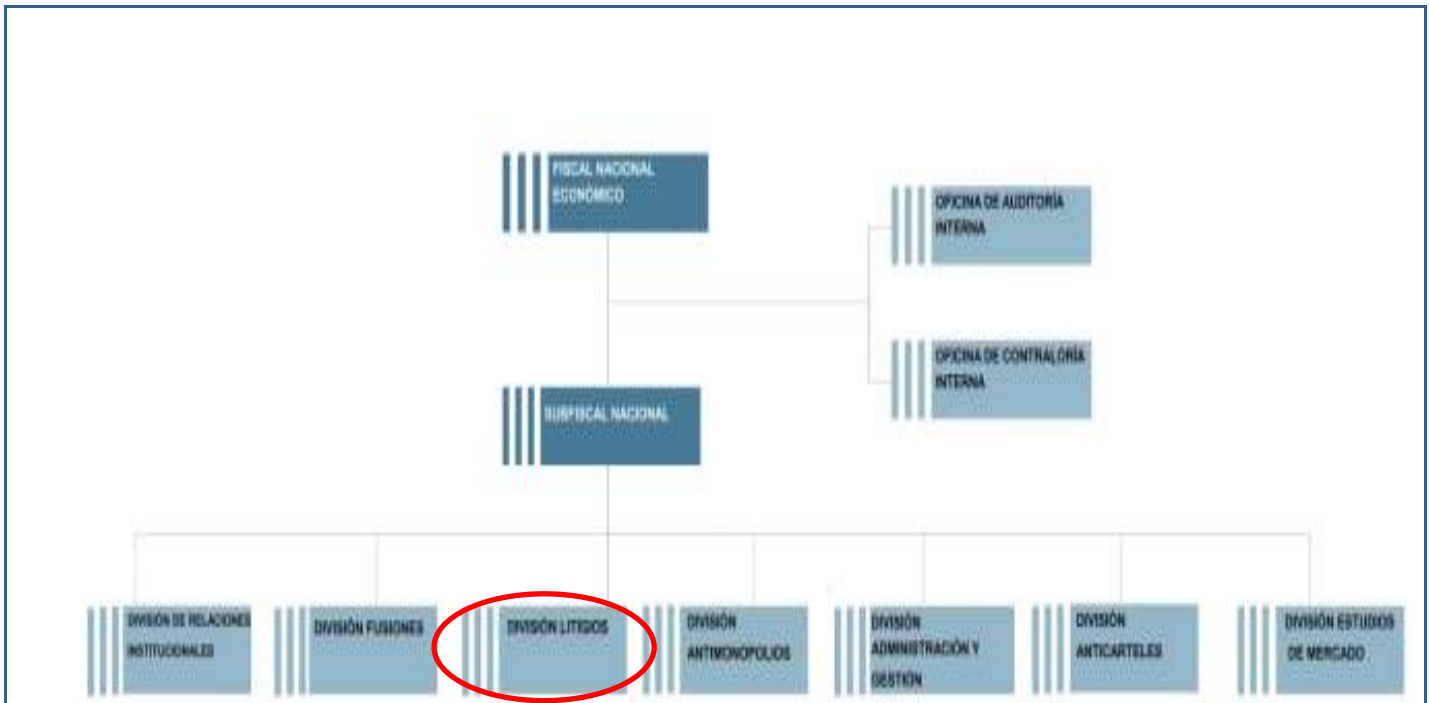 FISCAL NACIONAL
ECONÓMICO
OFICINA DE AUDITORÍA
INTERNA
OFICINA DE CONTRALORÍA
INTERNA
SUBFISCAL NACIONAL
DIVISIÓN DE RELACIONES
INSTITUCIONALES
DIVISIÓN FUSIONES
DIVISIÓN LITIGIOS
DIVISIÓN
ANTIMONOPOLIOS
DIVISIÓN
ADMINISTRACIÓN Y
GESTIÓN
DIVISIÓN
ANTICARTELES
DIVISIÓN ESTUDIOS
DE MERCADO